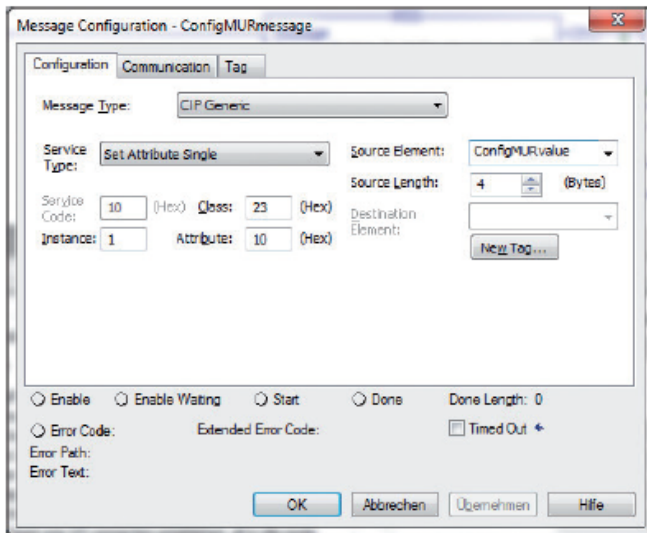 Message Configuration - ConfigMURmessage
Configuration Communication Tag
Message Type: CIP Generic
Service Type: Set Attribute Single
Source Element: ConfigMURvalue
Source Length: 4 (Bytes)
Service Code: 10 (Hex) Class: 23 (Hex)
Destination Element:
Instance: 1 Attribute: 10 (Hex)
New Tag...
Enable Enable Waiting Start Done Done Length: 0
Error Code: Extended Error Code: Timed Out
Error Path:
Error Text:
OK Abbrechen Übernehmen Hilfe